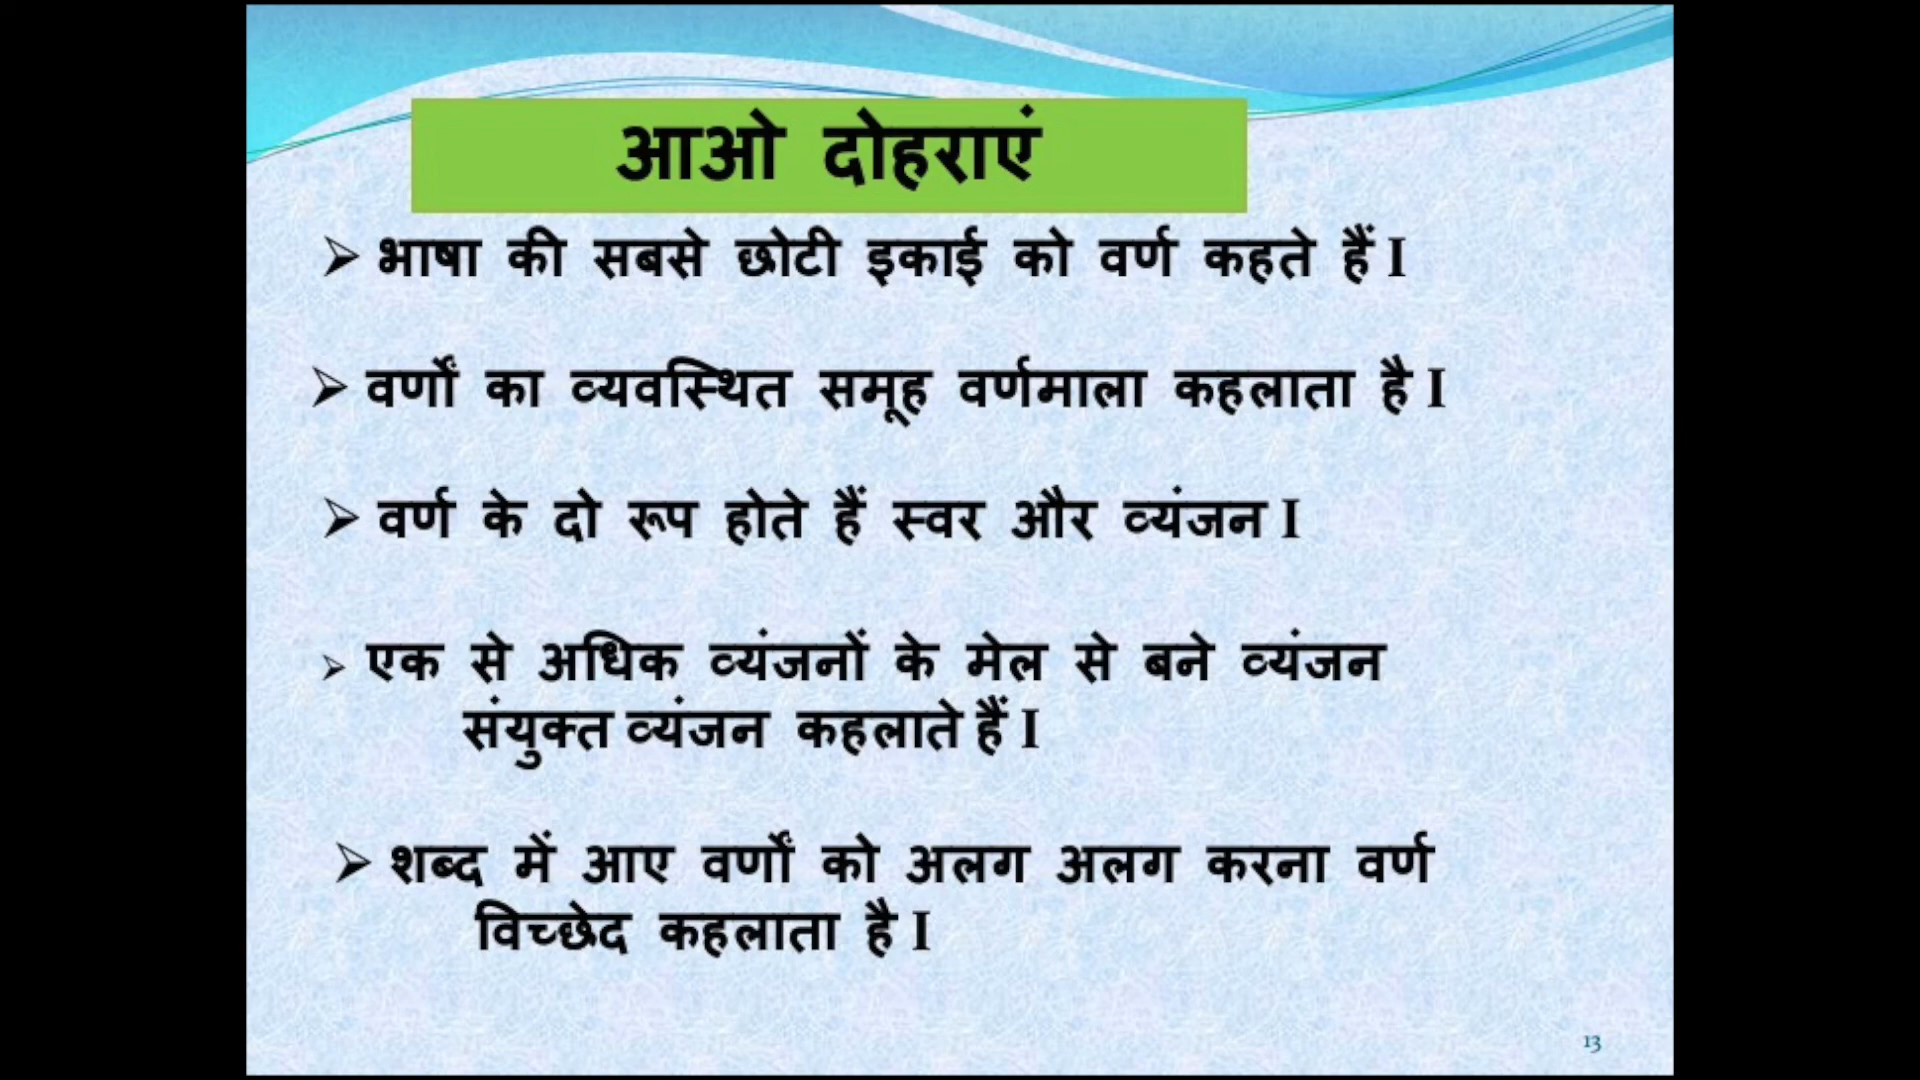 आओ दोहराएं
➢ भाषा की सबसे छोटी इकाई को वर्ण कहते हैं I
➢ वर्णों का व्यवस्थित समूह वर्णमाला कहलाता है I
➢ वर्ण के दो रूप होते हैं स्वर और व्यंजन I
➢ एक से अधिक व्यंजनों के मेल से बने व्यंजन
संयुक्त व्यंजन कहलाते हैं I
➢ शब्द में आए वर्णों को अलग अलग करना वर्ण
विच्छेद कहलाता है I
13